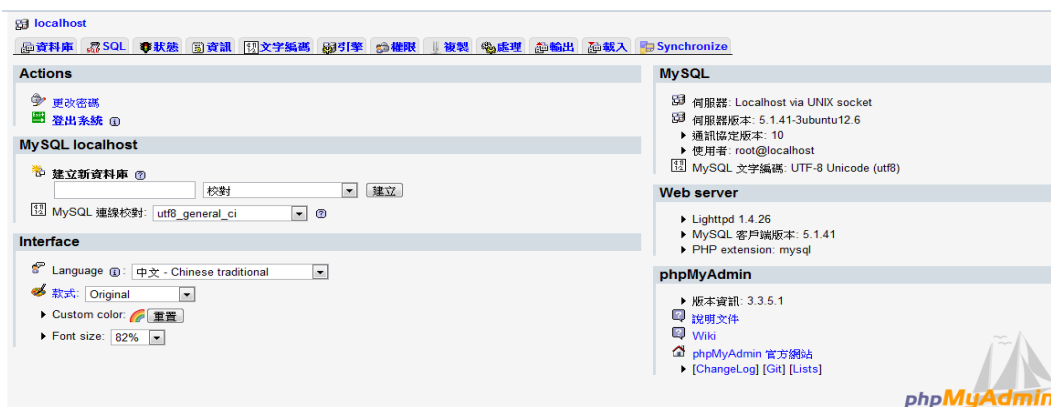 localhost
資料庫 SQL 狀態 資訊 文字編碼 引擎 權限 複製 處理 輸出 載入 Synchronize
Actions
更改密碼
登出系統
MySQL localhost
建立新資料庫
校對 建立
MySQL 連線校對: utf8_general_ci
Interface
Language : 中文 - Chinese traditional
款式: Original
Custom color: 重置
Font size: 82%
MySQL
伺服器: Localhost via UNIX socket
伺服器版本: 5.1.41-3ubuntu12.6
通訊協定版本: 10
使用者: root@localhost
MySQL 文字編碼: UTF-8 Unicode (utf8)
Web server
Lighttpd 1.4.26
MySQL 客戶端版本: 5.1.41
PHP extension: mysql
phpMyAdmin
版本資訊: 3.3.5.1
說明文件
Wiki
phpMyAdmin 官方網站
[ChangeLog] [Git] [Lists]
phpMyAdmin